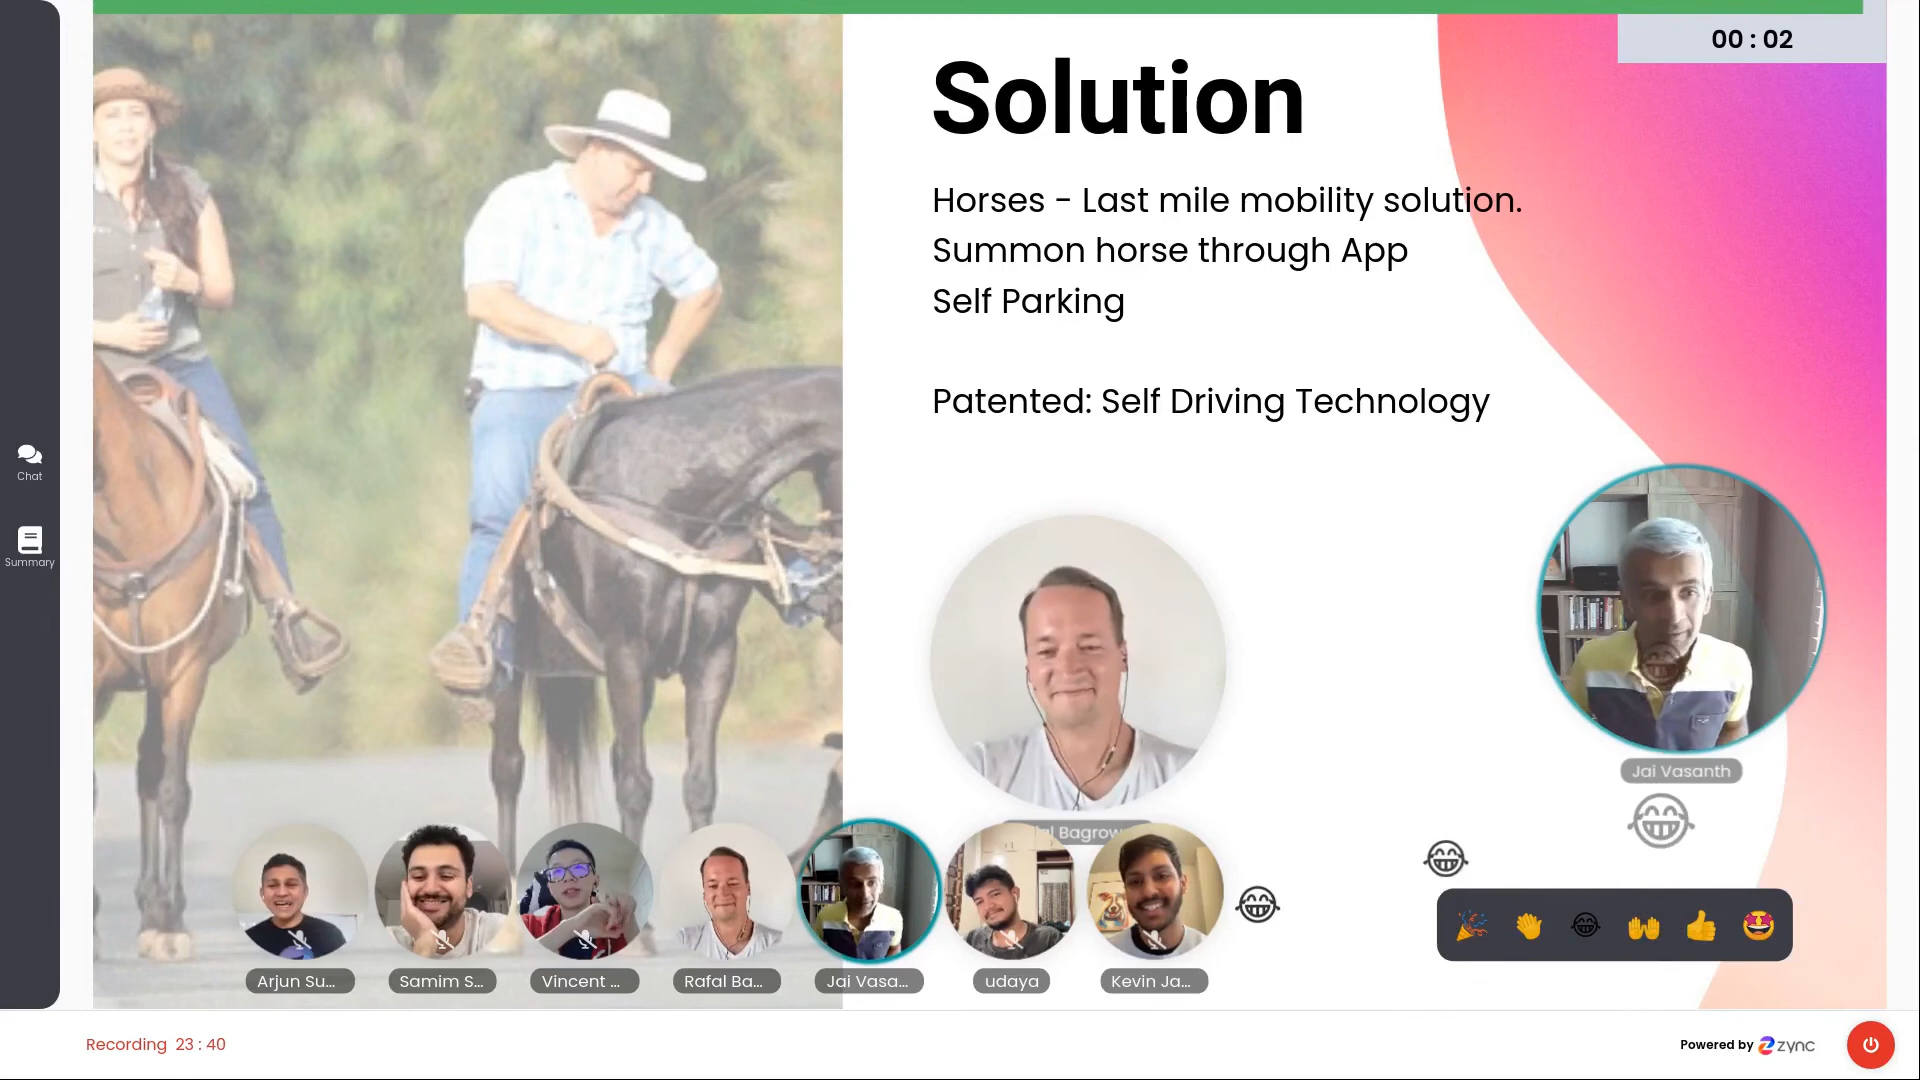 00 : 02
Solution
Horses - Last mile mobility solution.
Summon horse through App
Self Parking
Patented: Self Driving Technology
Chat
Summary
Jai Vasanth
al Bagrow
Arjun Su...
Samim S...
Vincent ...
Rafal Ba...
Jai Vasa...
udaya
Kevin Ja...
Recording 23 : 40
Powered by zync